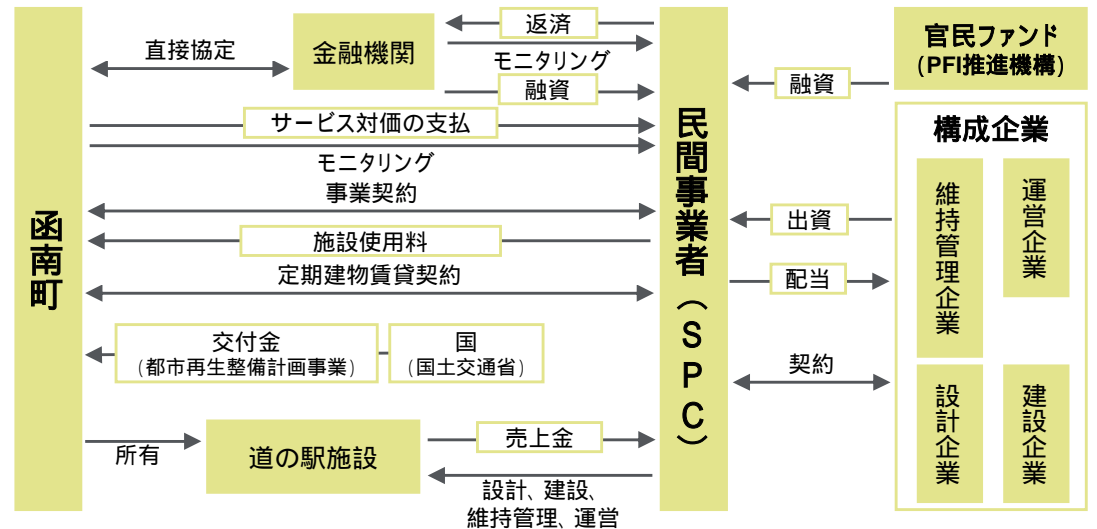 返済
直接協定
金融機関
モニタリング
融資
官民ファンド
(PFI推進機構)
融資
サービス対価の支払
モニタリング
事業契約
函南町
民間事業者(SPC)
構成企業
維持管理企業
運営企業
出資
施設使用料
定期建物賃貸契約
配当
交付金
(都市再生整備計画事業)
国
(国土交通省)
契約
設計企業
建設企業
所有
道の駅施設
売上金
設計、建設、
維持管理、運営